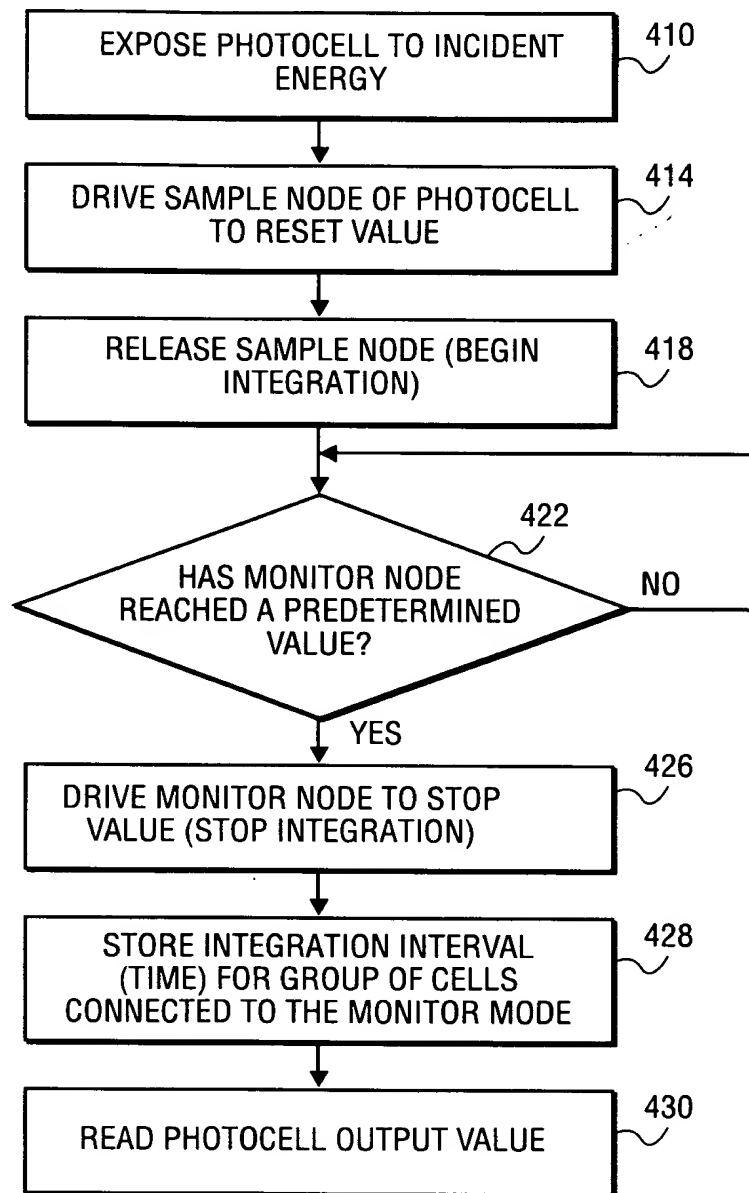 EXPOSE PHOTOCELL TO INCIDENT
ENERGY
410
DRIVE SAMPLE NODE OF PHOTOCELL
TO RESET VALUE
414
RELEASE SAMPLE NODE (BEGIN
INTEGRATION)
418
422
HAS MONITOR NODE
REACHED A PREDETERMINED
VALUE?
NO
YES
DRIVE MONITOR NODE TO STOP
VALUE (STOP INTEGRATION)
426
STORE INTEGRATION INTERVAL
(TIME) FOR GROUP OF CELLS
CONNECTED TO THE MONITOR MODE
428
READ PHOTOCELL OUTPUT VALUE
430